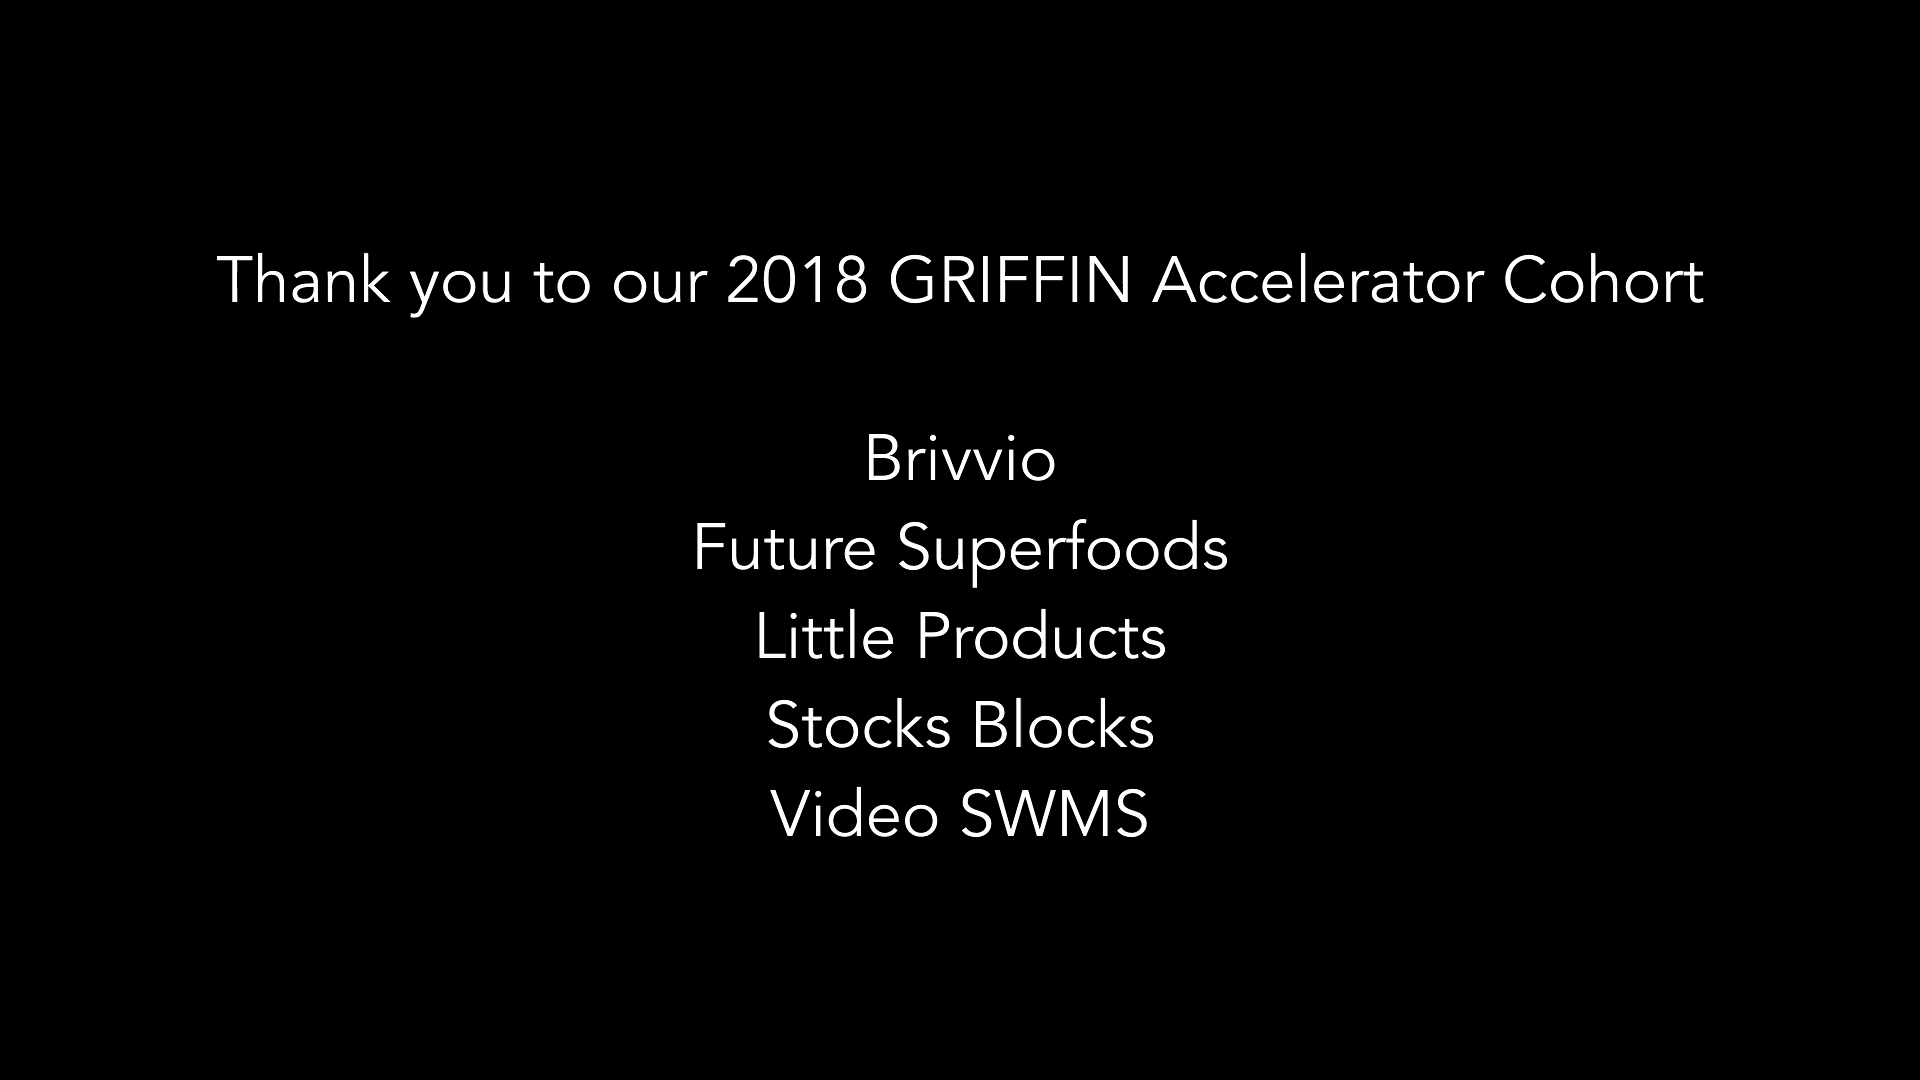 Thank you to our 2018 GRIFFIN Accelerator Cohort
Brivvio
Future Superfoods
Little Products
Stocks Blocks
Video SWMS